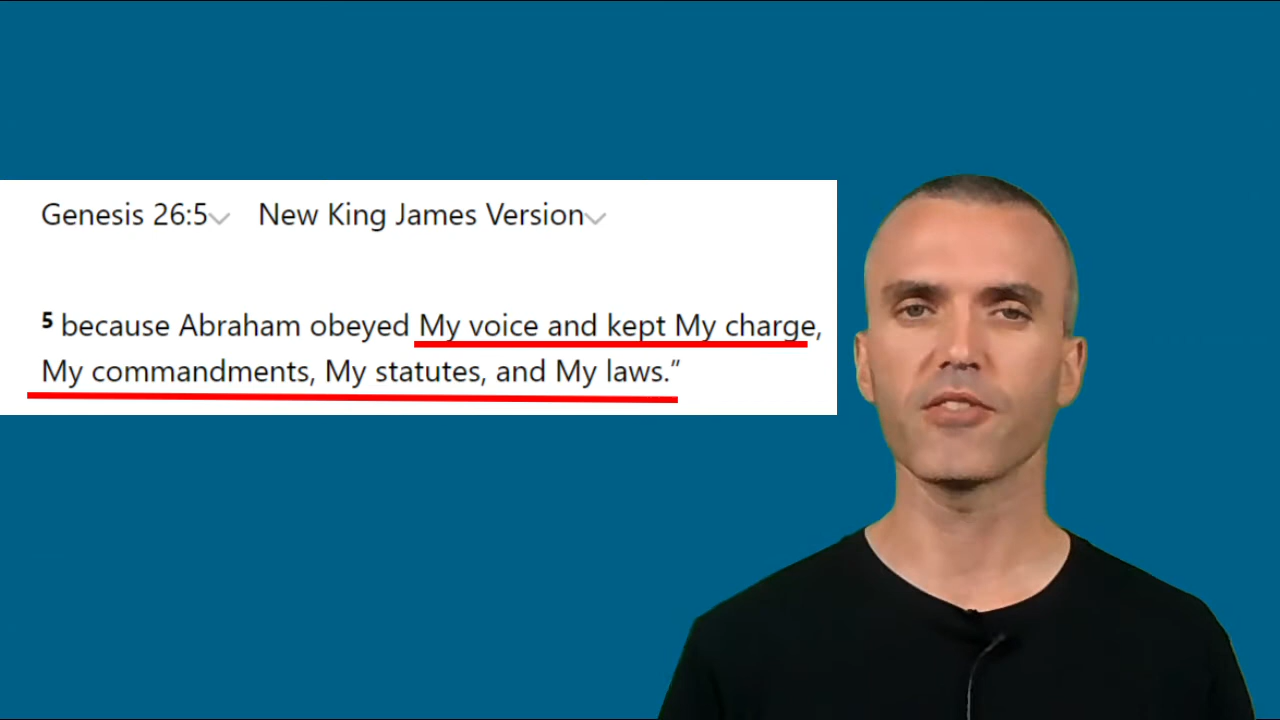 Genesis 26:5 New King James Version
5 because Abraham obeyed My voice and kept My charge,
My commandments, My statutes, and My laws.”